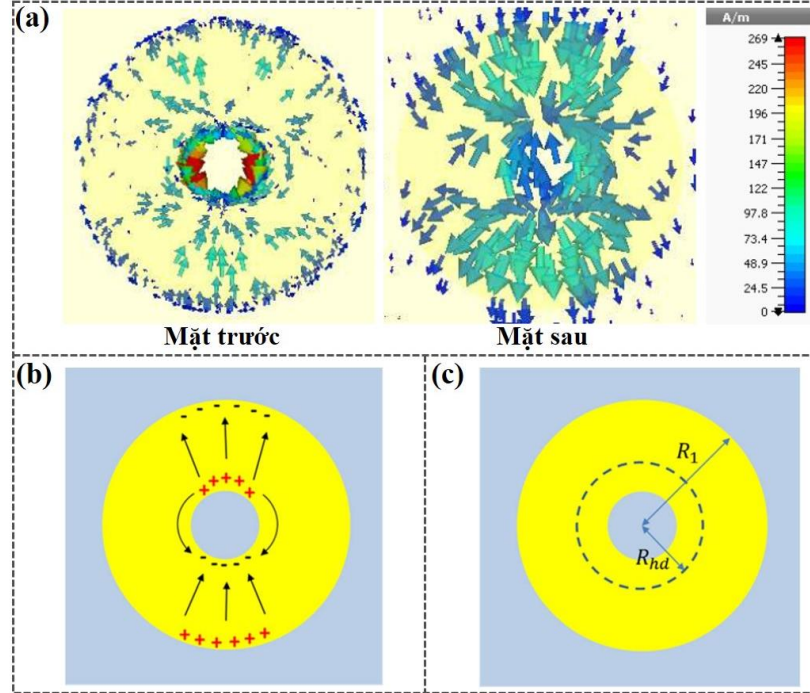 (a)
A/m
269
220
196
171
147
122
97.8
73.4
48.9
24.5
0
Mặt trước
Mặt sau
(b)
- - - - - -
+ + + + +
- - - - -
+ + + + + +
(c)
R₁
Rhd